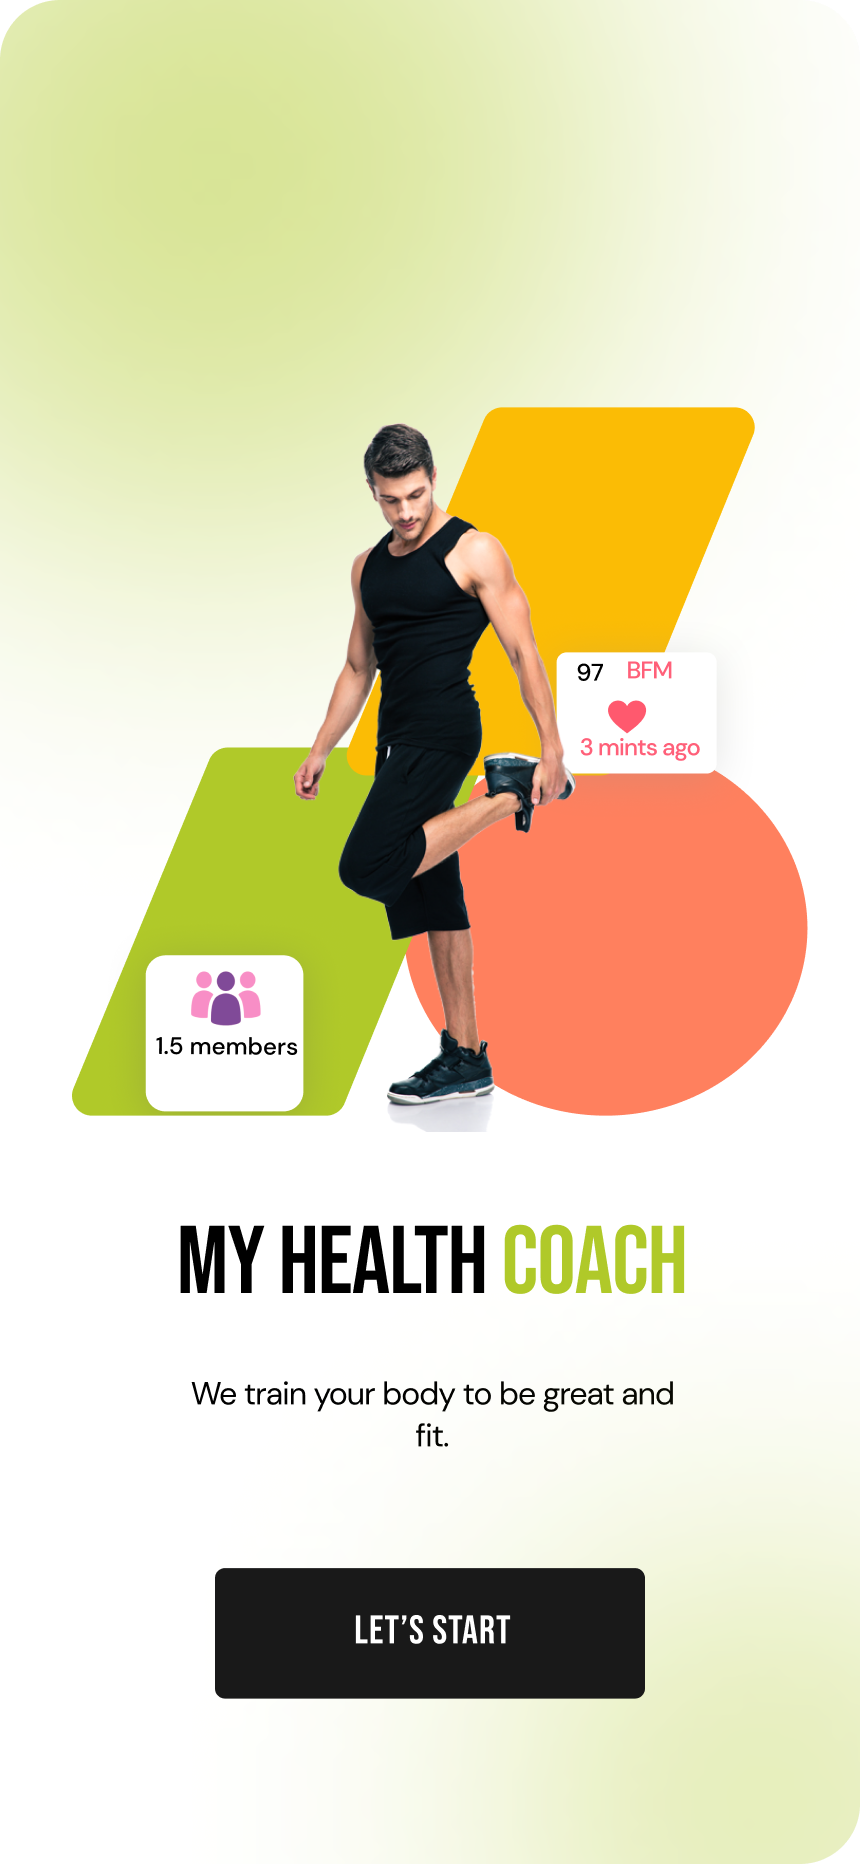 97 BFM
3 mints ago
1.5 members
MY HEALTH COACH
We train your body to be great and
fit.
LET’S START